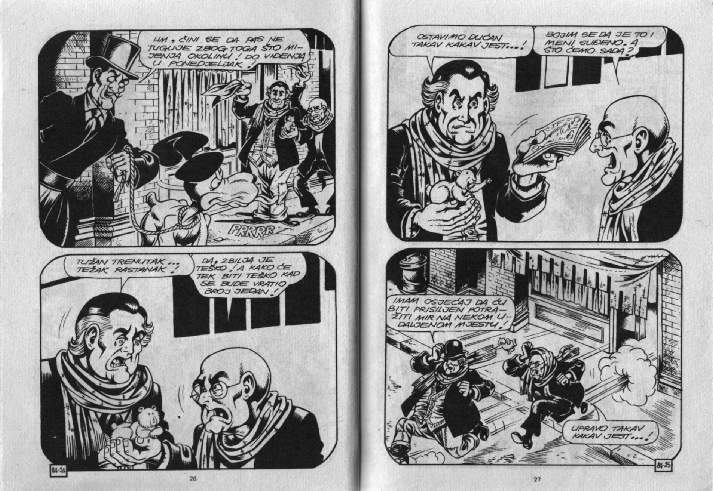 HM, ČINI SE DA PAS NE
TUGUJE ZBOG TOGA ŠTO MI-
JENJA OKOLINU! DO VIĐENJA
U PONEDJELJAK!
PRKRE
TUŽAN TRENUTAK...
TEŽAK RASTANAK!
DA, ZBILJA JE
TEŠKO! A KAKO ĆE
TEK BITI TEŠKO KAD
SE BUDE VRATIO
BROJ JEDAN!
26
OSTAVIMO DUĆAN
TAKAV KAKAV JEST...!
BOJIM SE DA JE TO I
MENI SUĐENO. A
ŠTO ĆEMO SADA?
IMAM OSJEĆAJ DA ĆU
BITI PRISILJEN POTRA-
ŽITI MIR NA NEKOM U-
DALJENOM MJESTU!
UPRAVO TAKAV
KAKAV JEST...!
27